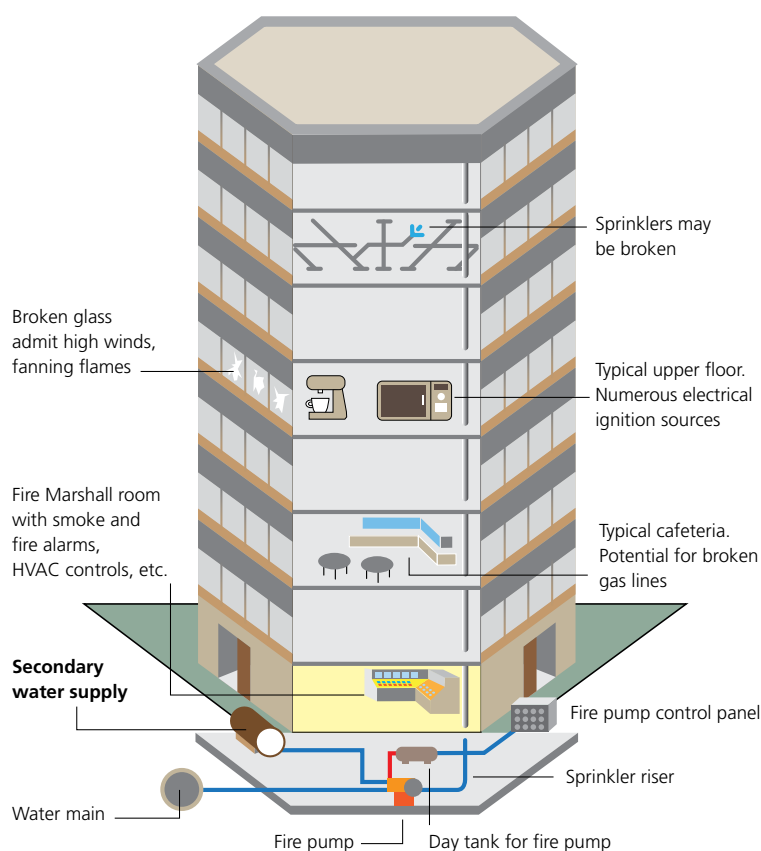 Sprinklers may
be broken
Broken glass
admit high winds,
fanning flames
Typical upper floor.
Numerous electrical
ignition sources
Fire Marshall room
with smoke and
fire alarms,
HVAC controls, etc.
Typical cafeteria.
Potential for broken
gas lines
Secondary
water supply
Fire pump control panel
Sprinkler riser
Water main
Fire pump
Day tank for fire pump